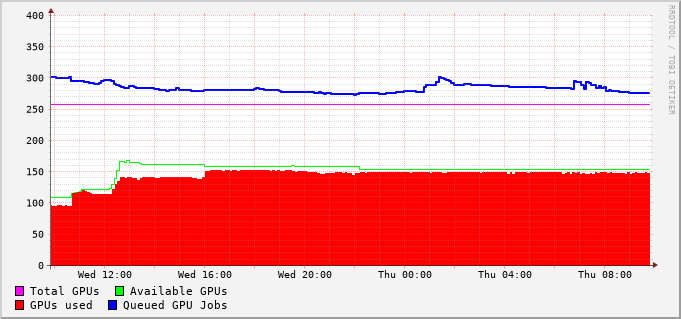 400
350
300
250
200
150
100
50
0
Wed 12:00 Wed 16:00 Wed 20:00 Thu 00:00 Thu 04:00 Thu 08:00
Total GPUs Available GPUs
GPUs used Queued GPU Jobs
RRDTOOL / TOBI OETIKER